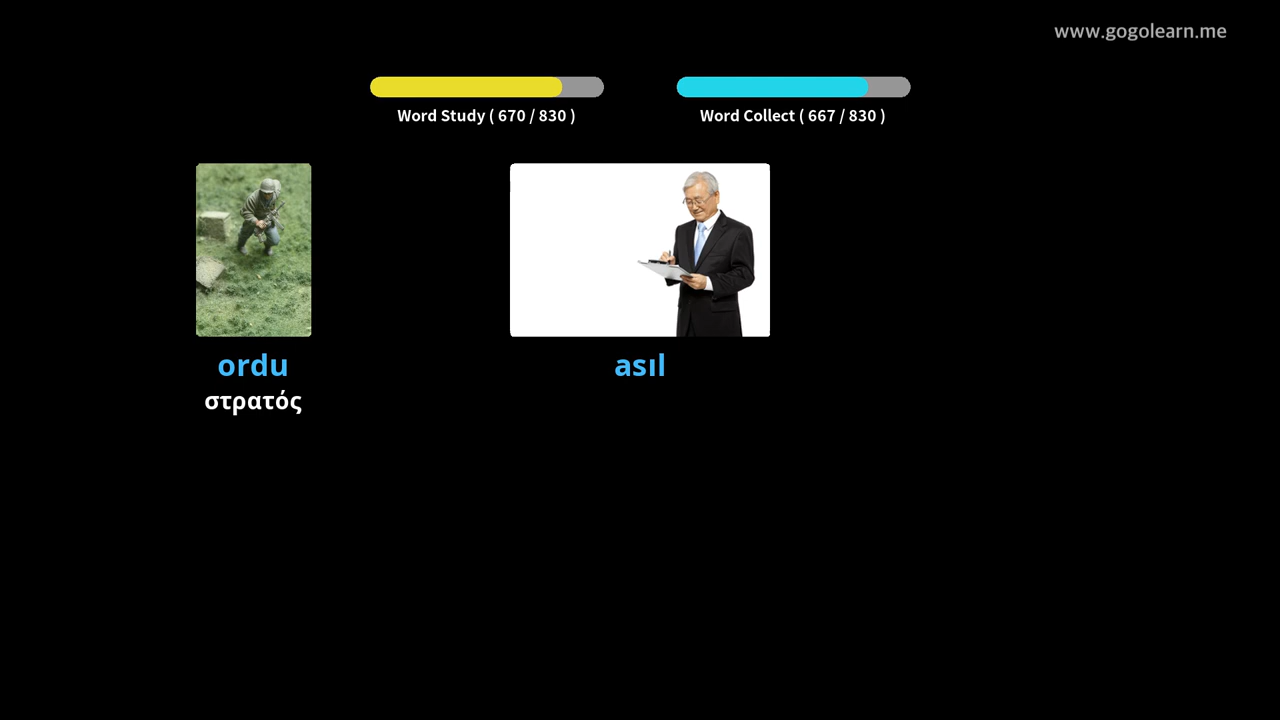 www.gogolearn.me
Word Study ( 670 / 830 )
Word Collect ( 667 / 830 )
ordu
στρατός
asıl